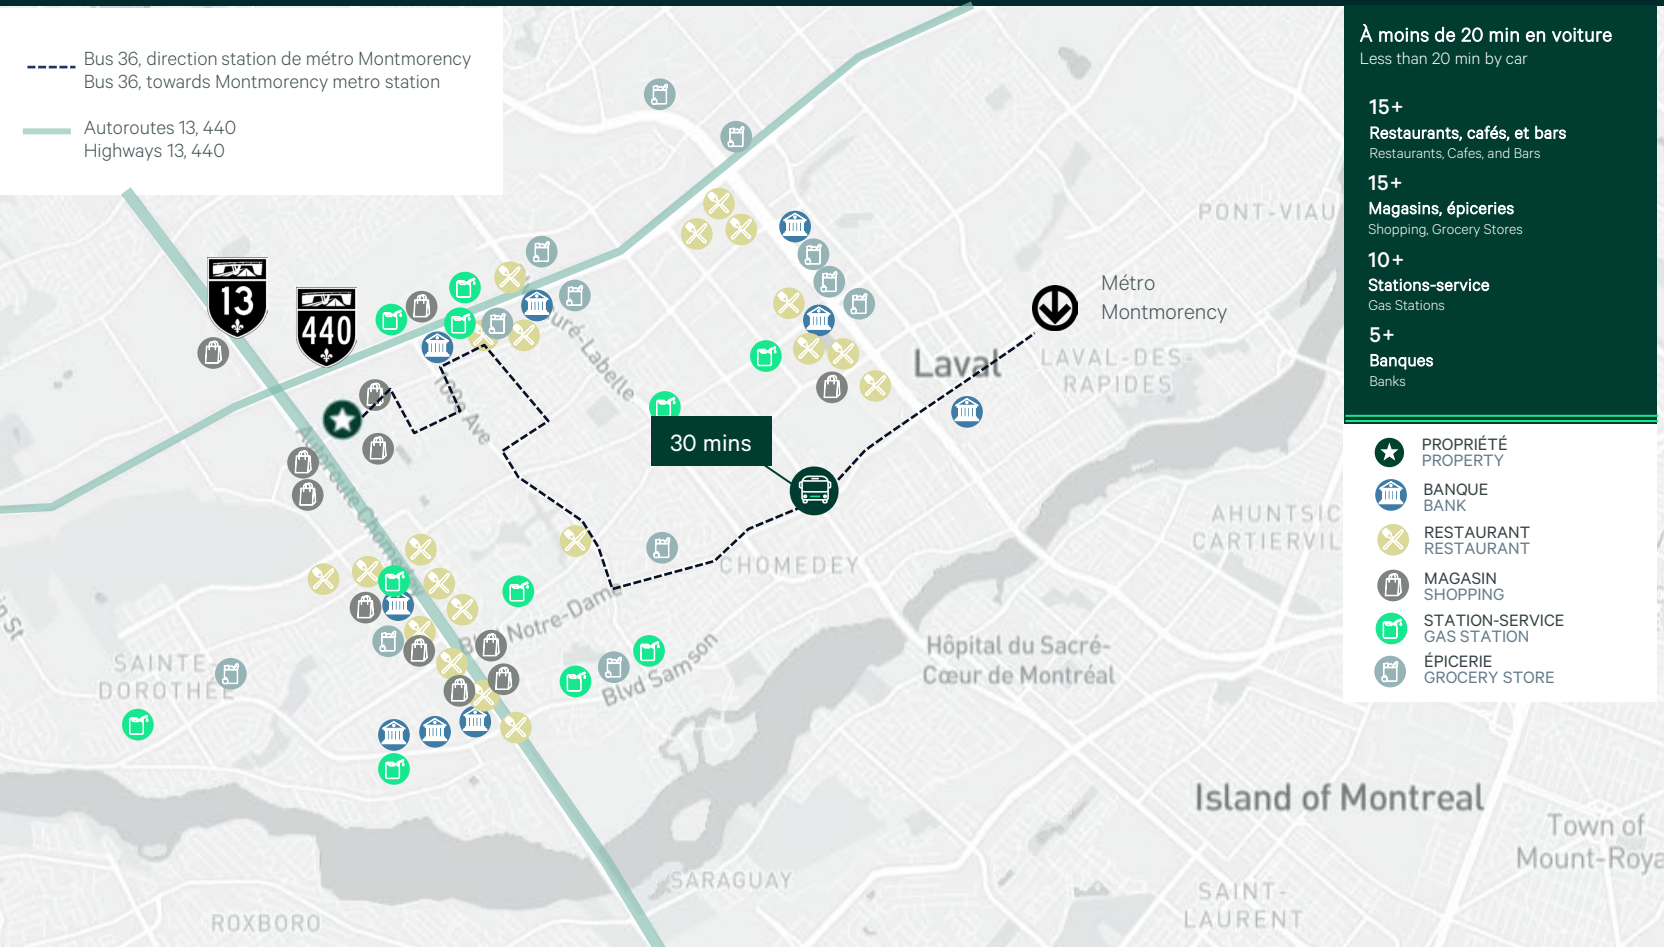 Bus 36, direction station de métro Montmorency
Bus 36, towards Montmorency metro station
Autoroutes 13, 440
Highways 13, 440
À moins de 20 min en voiture
Less than 20 min by car
15+
Restaurants, cafés, et bars
Restaurants, Cafes, and Bars
15+
Magasins, épiceries
Shopping, Grocery Stores
10+
Stations-service
Gas Stations
5+
Banques
Banks
PROPRIÉTÉ
PROPERTY
BANQUE
BANK
RESTAURANT
RESTAURANT
MAGASIN
SHOPPING
STATION-SERVICE
GAS STATION
ÉPICERIE
GROCERY STORE
PONT-VIAU
13
440
Métro
Montmorency
Laval
LAVAL-DES-
RAPIDES
uré-Labelle
100e Ave
30 mins
Autoroute Chomedey
AHUNTSIC
CARTIERVIL
CHOMEDEY
in St
Blvd Notre-Dame
Blvd Samson
Hôpital du Sacré-
Cœur de Montréal
SAINTE
DOROTHÉE
Island of Montreal
Town of
Mount-Roya
SARAGUAY
SAINT-
LAURENT
ROXBORO